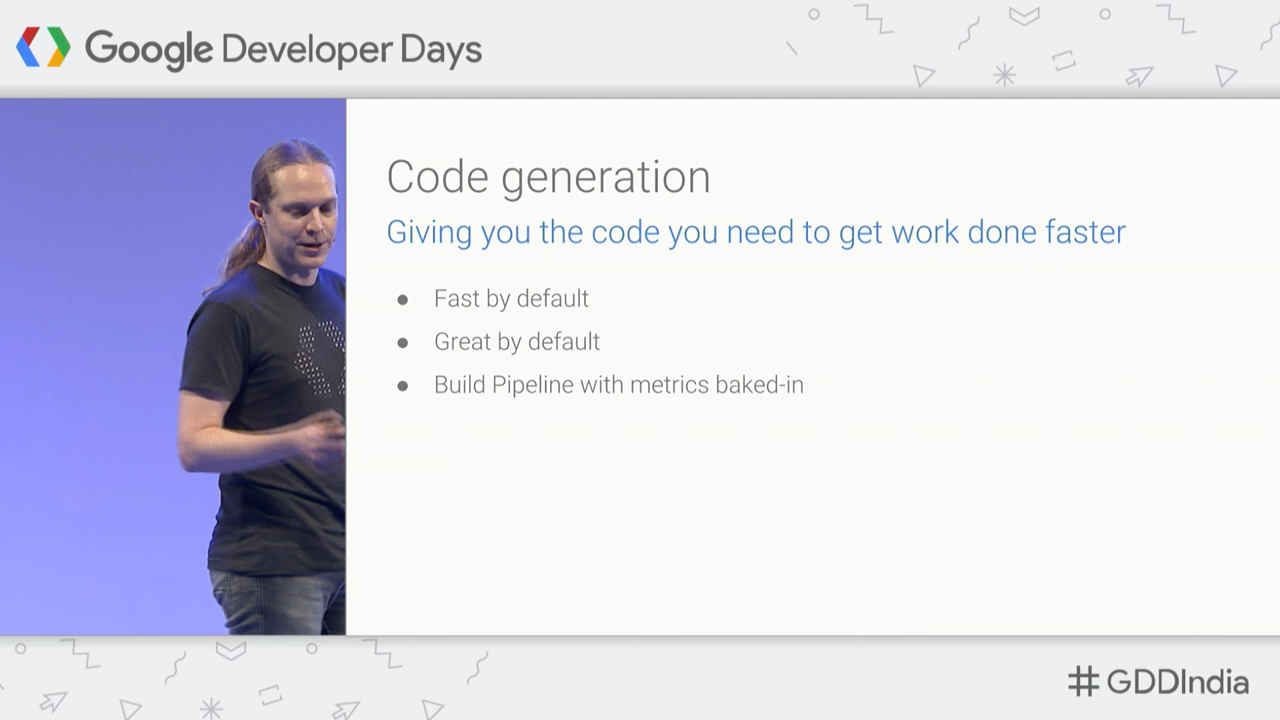 Google Developer Days
Code generation
Giving you the code you need to get work done faster
● Fast by default
● Great by default
● Build Pipeline with metrics baked-in
#GDDIndia